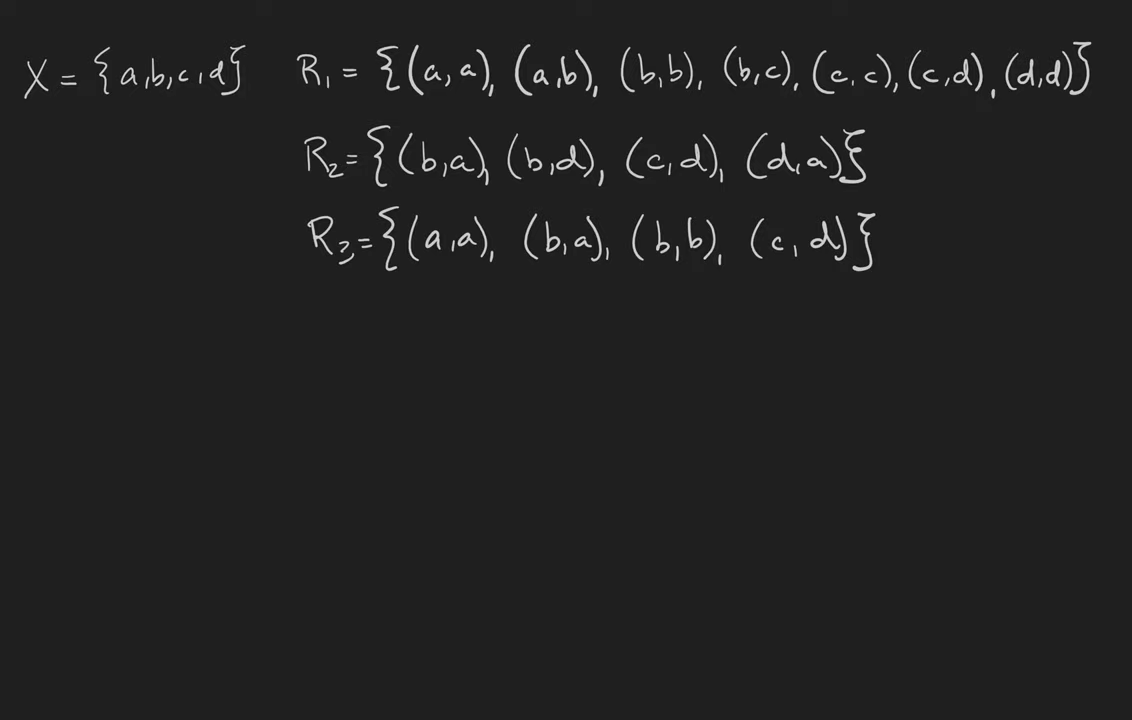 X = {a,b,c,d} R₁ = {(a,a), (a,b), (b,b), (b,c), (c,c), (c,d), (d,d)}
R₂ = {(b,a), (b,d), (c,d), (d,a)}
R₃ = {(a,a), (b,a), (b,b), (c,d)}